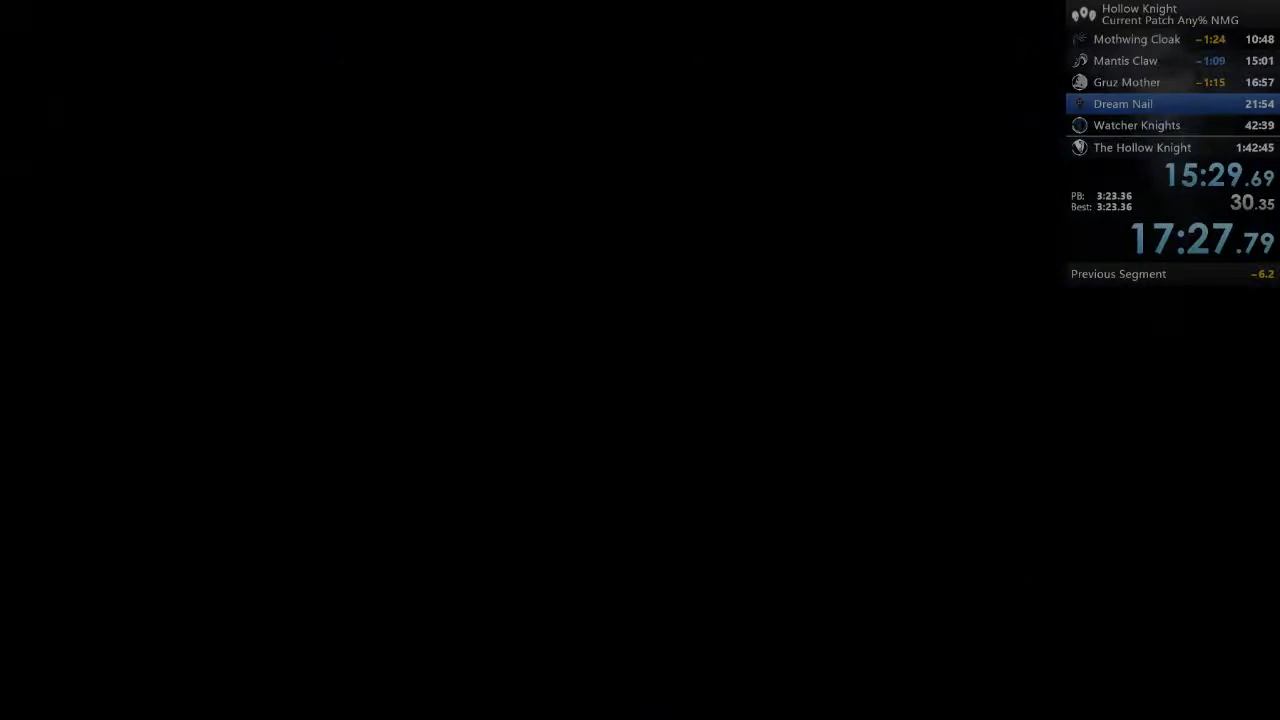 Hollow Knight
Current Patch Any% NMG
Mothwing Cloak −1:24 10:48
Mantis Claw −1:09 15:01
Gruz Mother −1:15 16:57
Dream Nail 21:54
Watcher Knights 42:39
The Hollow Knight 1:42:45
15:29.69
PB: 3:23.36
Best: 3:23.36
30.35
17:27.79
Previous Segment −6.2